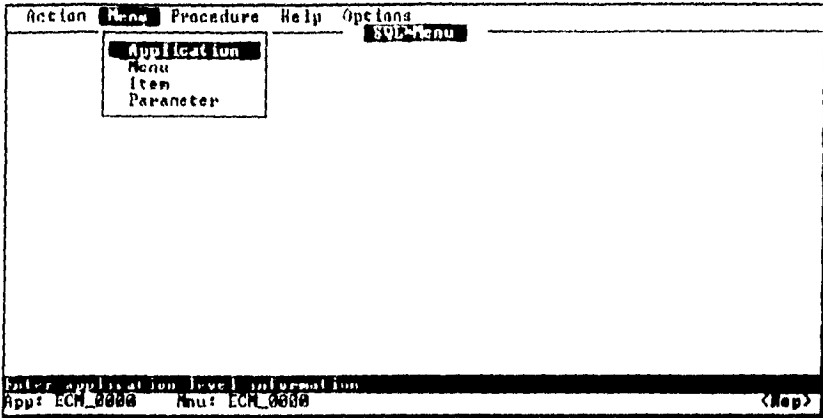 Action Menu Procedure Help Options
SQL*Menu
Application
Menu
Item
Parameter
Enter application level information
App: ECM_0000 Mnu: ECM_0000 <Rep>